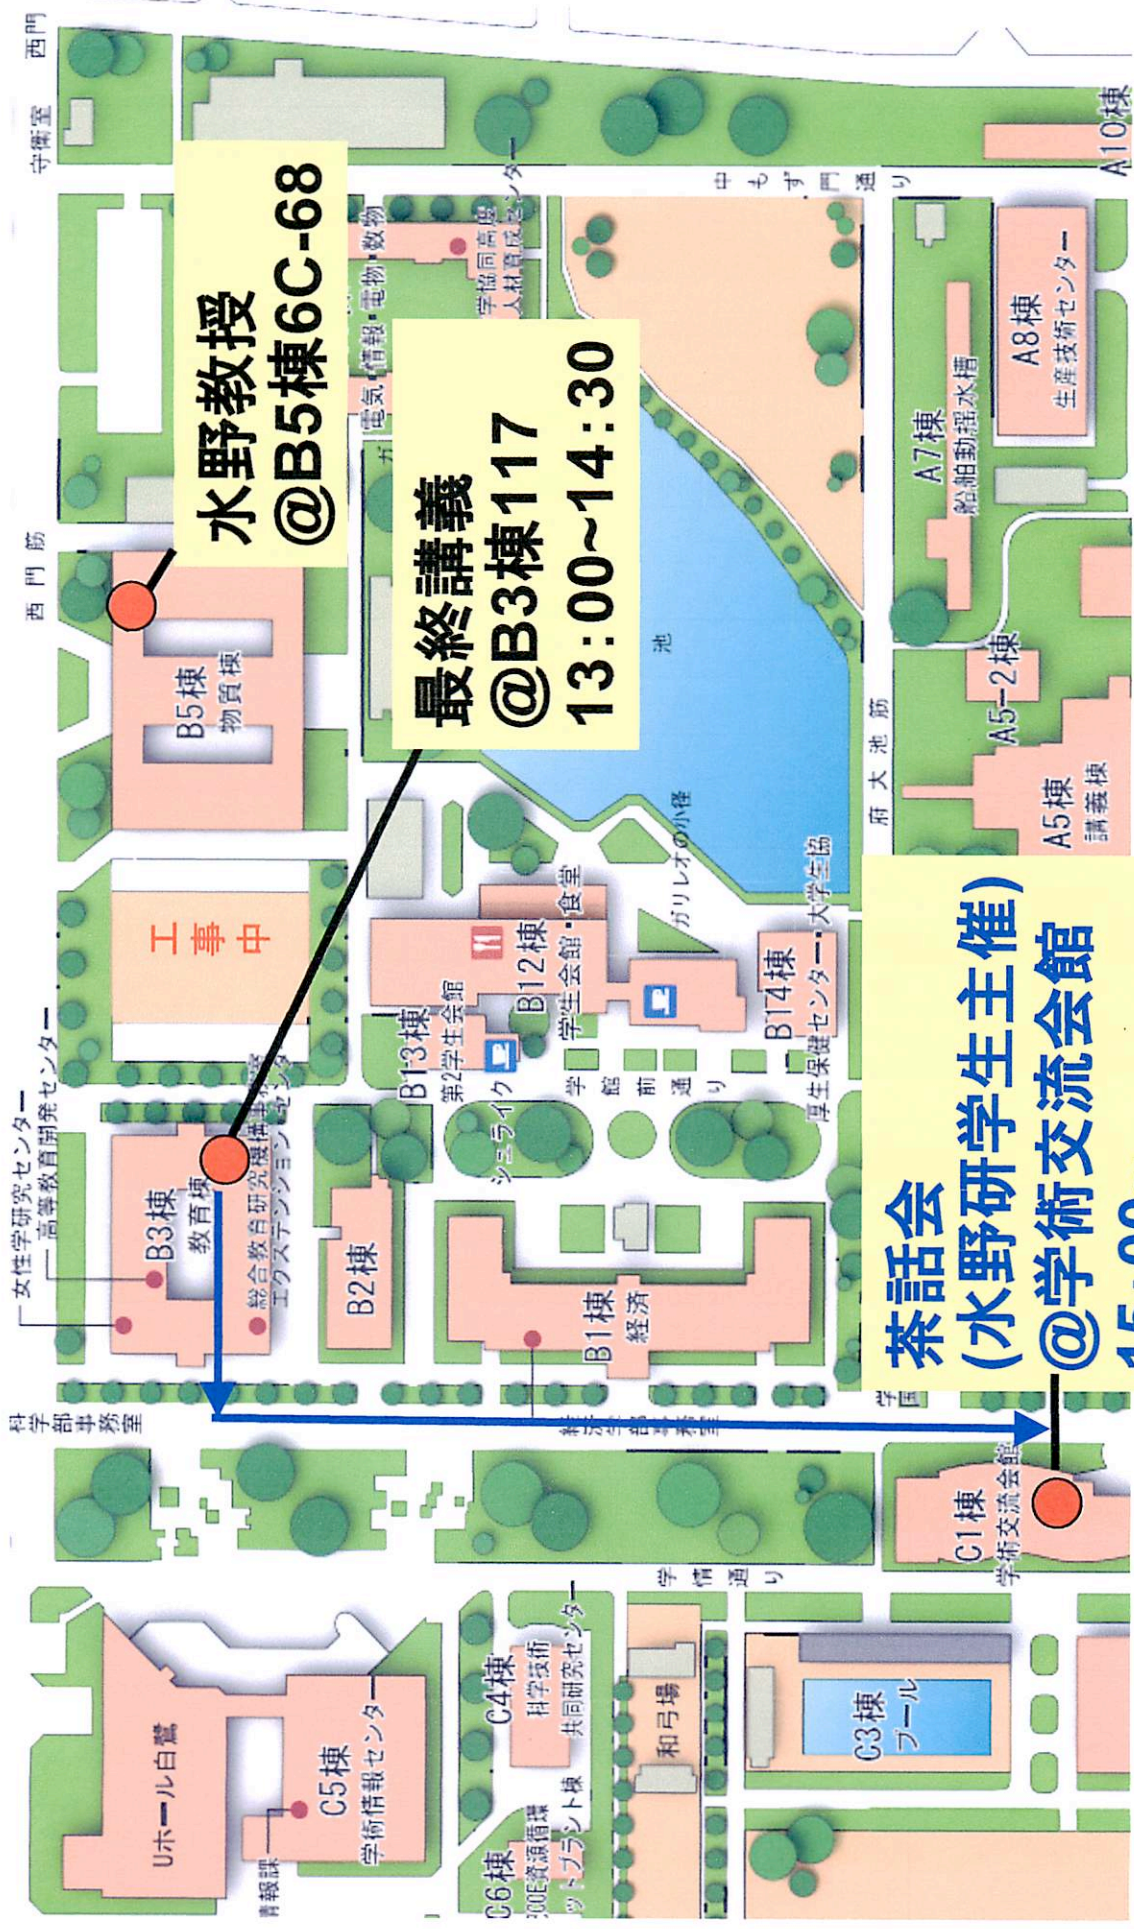 水野教授
@B5棟6C-68
最終講義
@B3棟117
13:00~14:30
茶話会
(水野研学生主催)
@学術交流会館
女性学研究センター
高等教育開発センター
B3棟
教育棟
総合教育研究機構
エクステンションセンター
工事中
B5棟
物質棟
西門筋
守衛室
西門
電気・情報・電物・数物
学協同高度
人材育成センター
中もず門通り
科学部事務室
B2棟
B13棟
第2学生会館
B12棟
学生会館・食堂
シュライク
学館前通り
ガリレオの小径
池
B1棟
経済
B14棟
厚生保健センター・大学生協
府大池筋
A7棟
船舶動揺水槽
A8棟
生産技術センター
A10棟
A5-2棟
A5棟
講義棟
Uホール白鷺
C5棟
学術情報センター
C4棟
科学技術
共同研究センター
C6棟
和弓場
学情通り
C3棟
プール
C1棟
学術交流会館